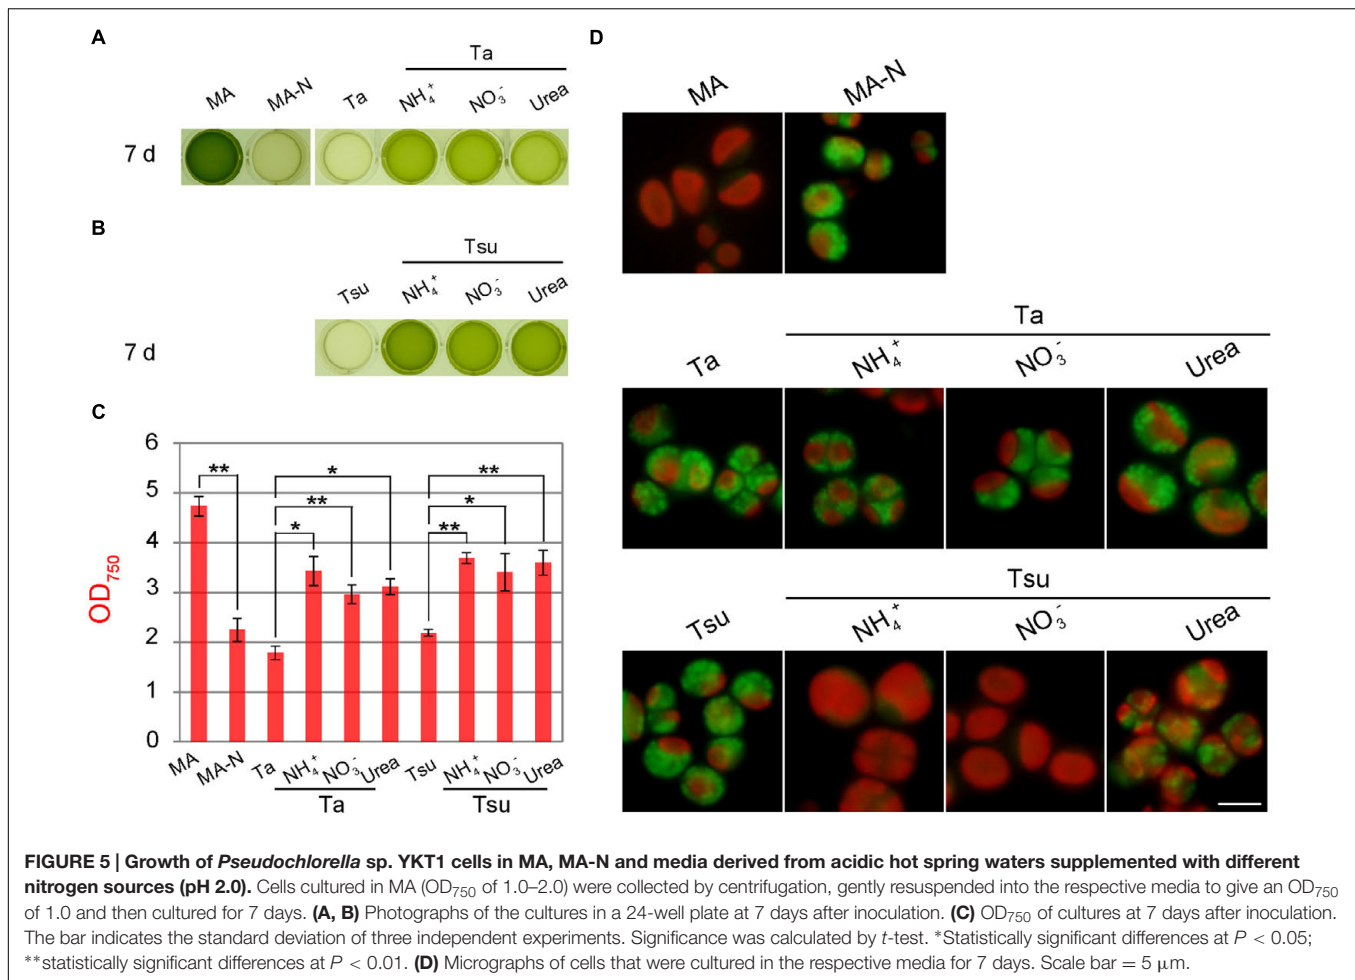 A
Ta
MA MA-N Ta NH₄⁺ NO₃⁻ Urea
7 d
B
Tsu
Tsu NH₄⁺ NO₃⁻ Urea
7 d
C
6
5
4
3
2
1
0
OD₇₅₀
** * ** * ** * **
MA MA-N Ta NH₄⁺ NO₃⁻ Urea Tsu NH₄⁺ NO₃⁻ Urea
Ta Tsu
D
MA MA-N
Ta
Ta NH₄⁺ NO₃⁻ Urea
Tsu
Tsu NH₄⁺ NO₃⁻ Urea
FIGURE 5 | Growth of Pseudochlorella sp. YKT1 cells in MA, MA-N and media derived from acidic hot spring waters supplemented with different
nitrogen sources (pH 2.0). Cells cultured in MA (OD₇₅₀ of 1.0–2.0) were collected by centrifugation, gently resuspended into the respective media to give an OD₇₅₀
of 1.0 and then cultured for 7 days. (A, B) Photographs of the cultures in a 24-well plate at 7 days after inoculation. (C) OD₇₅₀ of cultures at 7 days after inoculation.
The bar indicates the standard deviation of three independent experiments. Significance was calculated by t-test. *Statistically significant differences at P < 0.05;
**statistically significant differences at P < 0.01. (D) Micrographs of cells that were cultured in the respective media for 7 days. Scale bar = 5 μm.